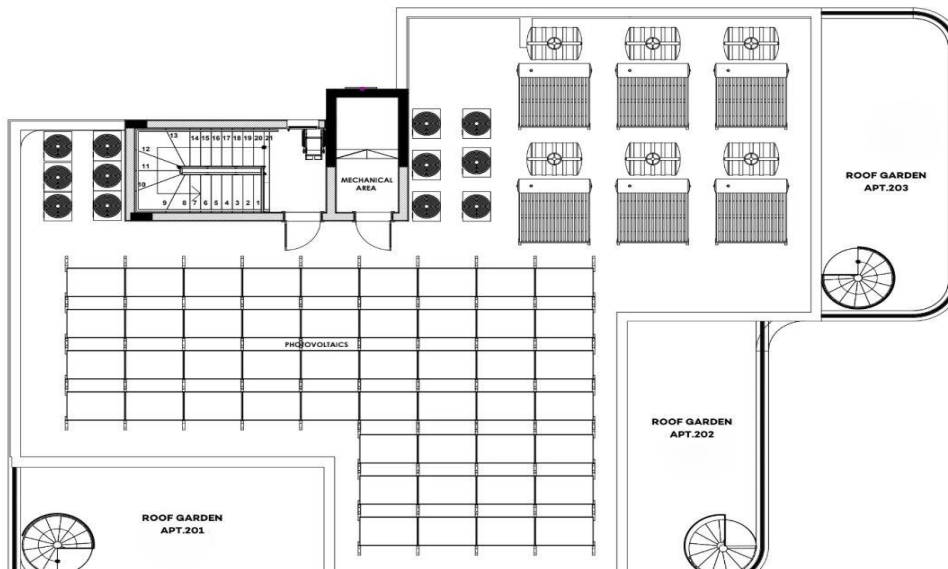 13 14 15 16 17 18 19 20 21
12
11
10
9 8 7 6 5 4 3 2 1
MECHANICAL
AREA
ROOF GARDEN
APT.203
PHOTOVOLTAICS
ROOF GARDEN
APT.202
ROOF GARDEN
APT.201